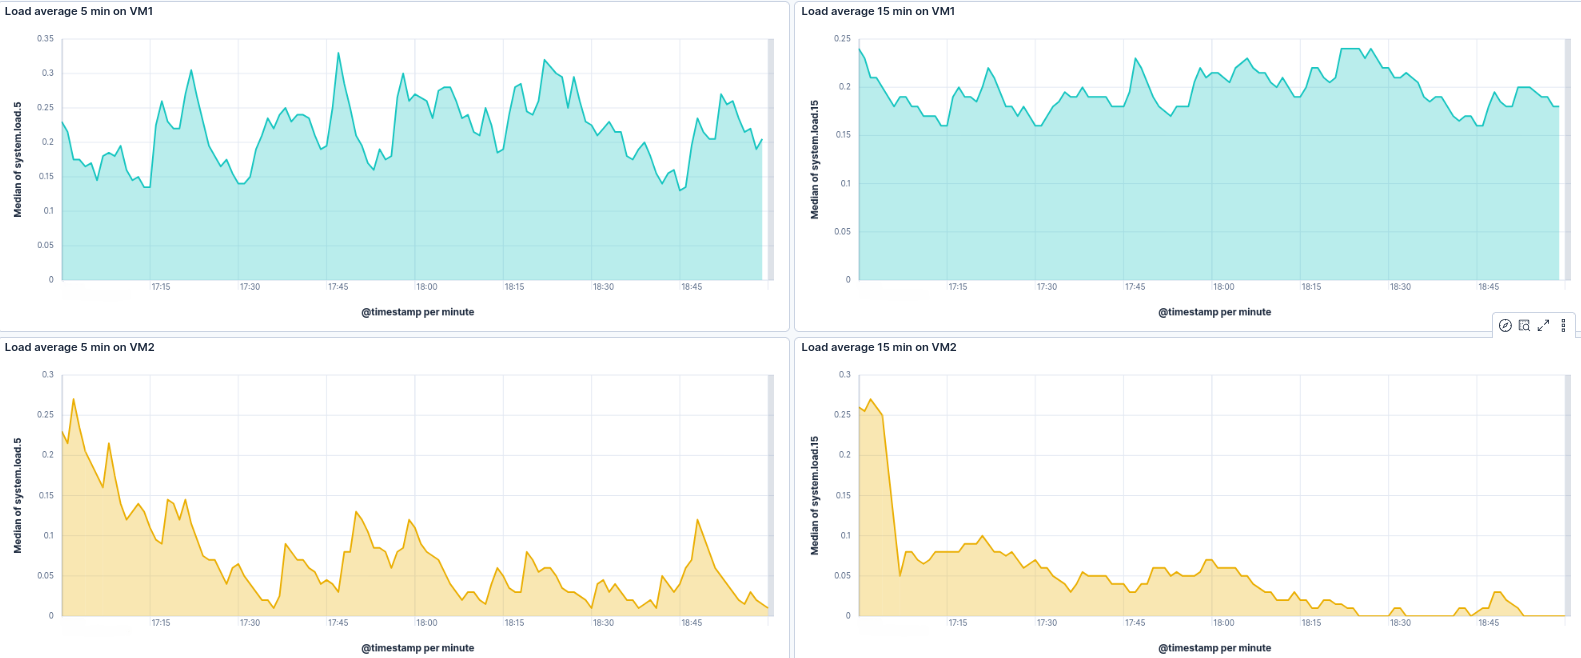 Load average 5 min on VM1
0.35
0.3
0.25
0.2
0.15
0.1
0.05
0
Median of system.load.5
17:15 17:30 17:45 18:00 18:15 18:30 18:45
@timestamp per minute
Load average 15 min on VM1
0.25
0.2
0.15
0.1
0.05
0
Median of system.load.15
17:15 17:30 17:45 18:00 18:15 18:30 18:45
@timestamp per minute
Load average 5 min on VM2
0.3
0.25
0.2
0.15
0.1
0.05
0
Median of system.load.5
17:15 17:30 17:45 18:00 18:15 18:30 18:45
@timestamp per minute
Load average 15 min on VM2
0.3
0.25
0.2
0.15
0.1
0.05
0
Median of system.load.15
17:15 17:30 17:45 18:00 18:15 18:30 18:45
@timestamp per minute